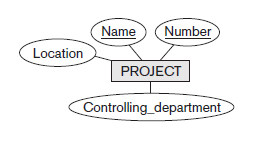 Name
Number
Location
PROJECT
Controlling_department